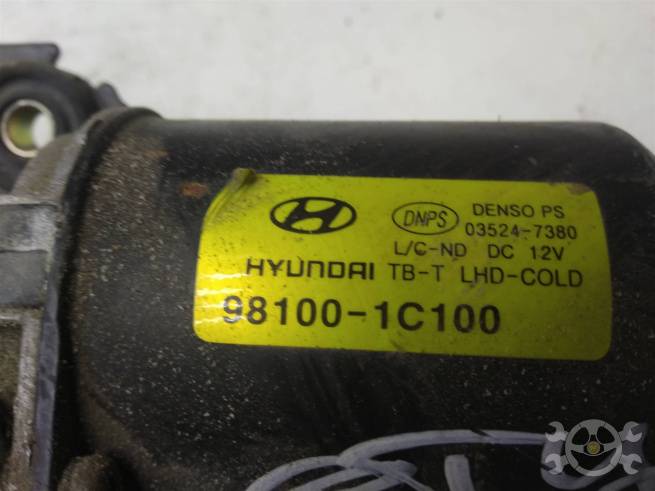 DNPS DENSO PS
03524-7380
L/C-ND DC 12V
HYUNDAI TB-T LHD-COLD
98100-1C100